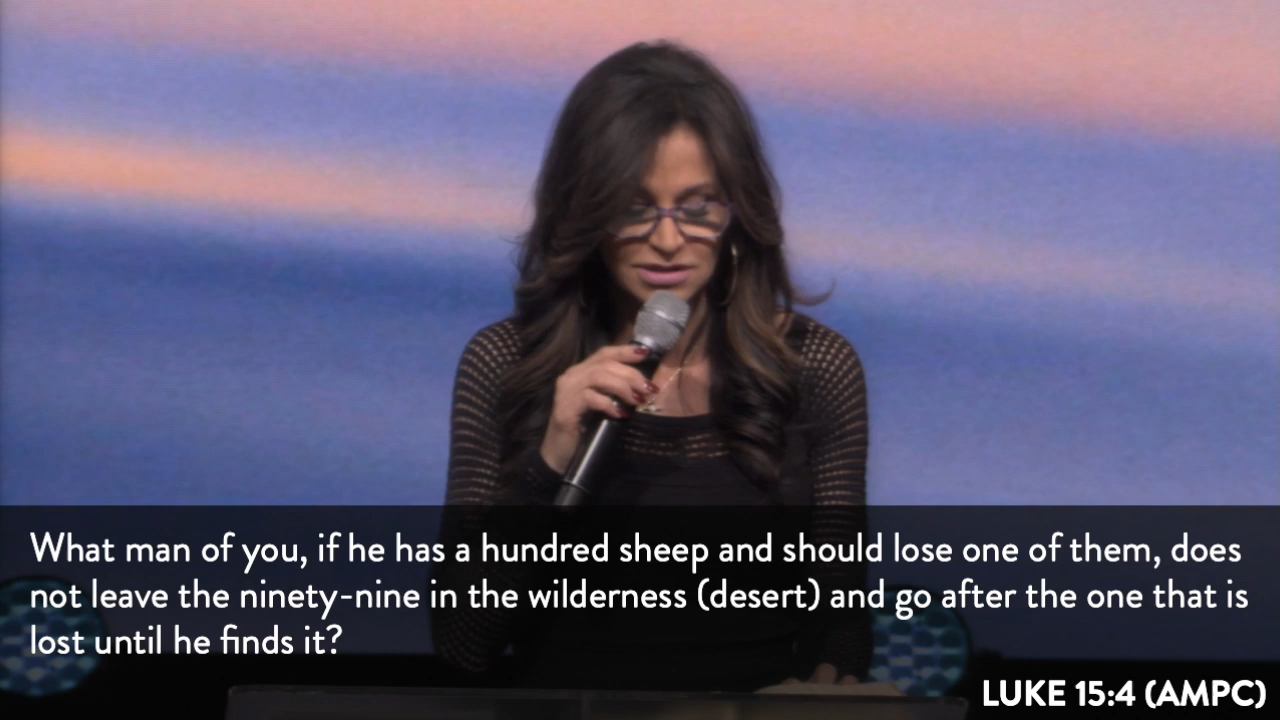 What man of you, if he has a hundred sheep and should lose one of them, does
not leave the ninety-nine in the wilderness (desert) and go after the one that is
lost until he finds it?
LUKE 15:4 (AMPC)